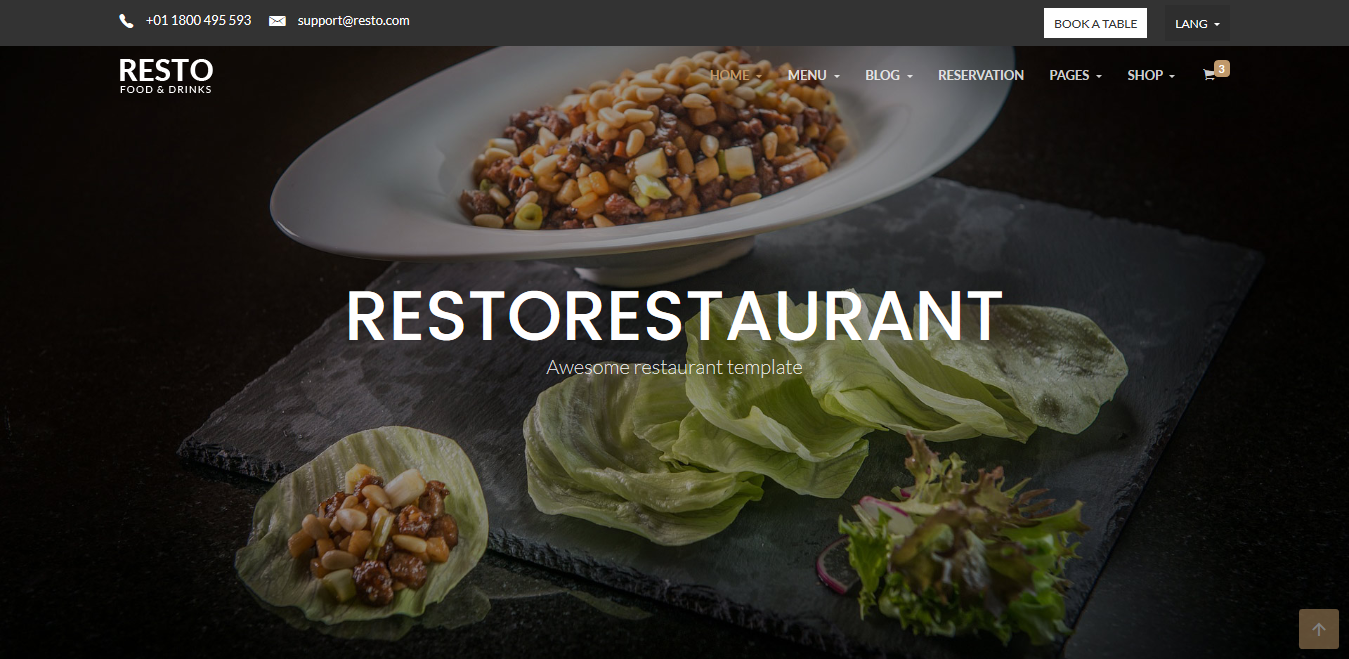 +01 1800 495 593 support@resto.com BOOK A TABLE LANG
RESTO
FOOD & DRINKS
HOME MENU BLOG RESERVATION PAGES SHOP 3
RESTORESTAURANT
Awesome restaurant template